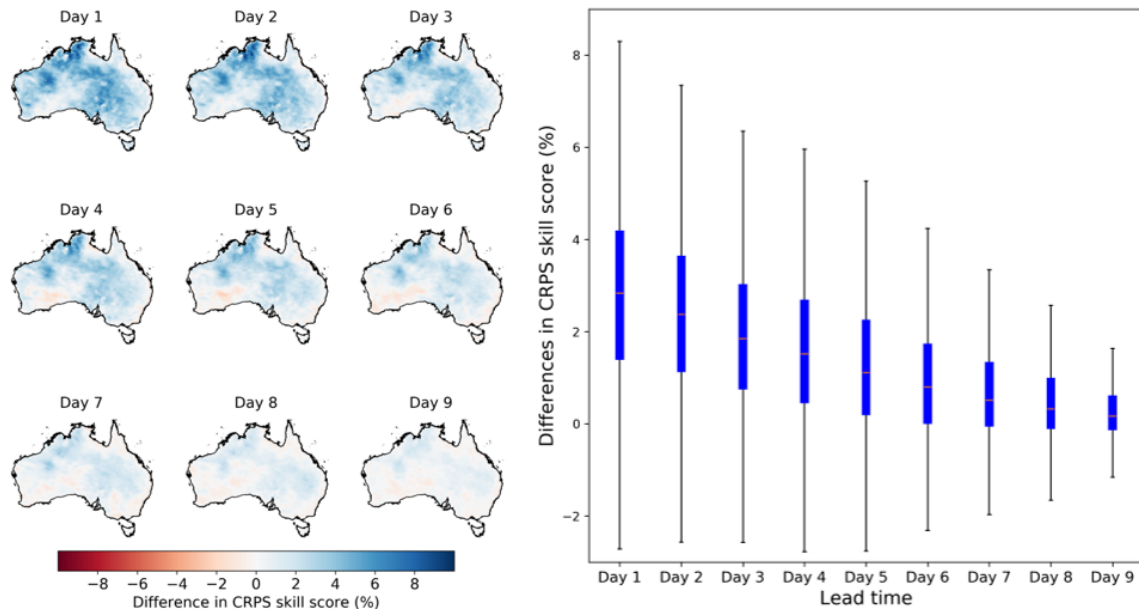 Day 1 Day 2 Day 3
Day 4 Day 5 Day 6
Day 7 Day 8 Day 9
-8 -6 -4 -2 0 2 4 6 8
Difference in CRPS skill score (%)
Differences in CRPS skill score (%)
8
6
4
2
0
−2
Day 1 Day 2 Day 3 Day 4 Day 5 Day 6 Day 7 Day 8 Day 9
Lead time